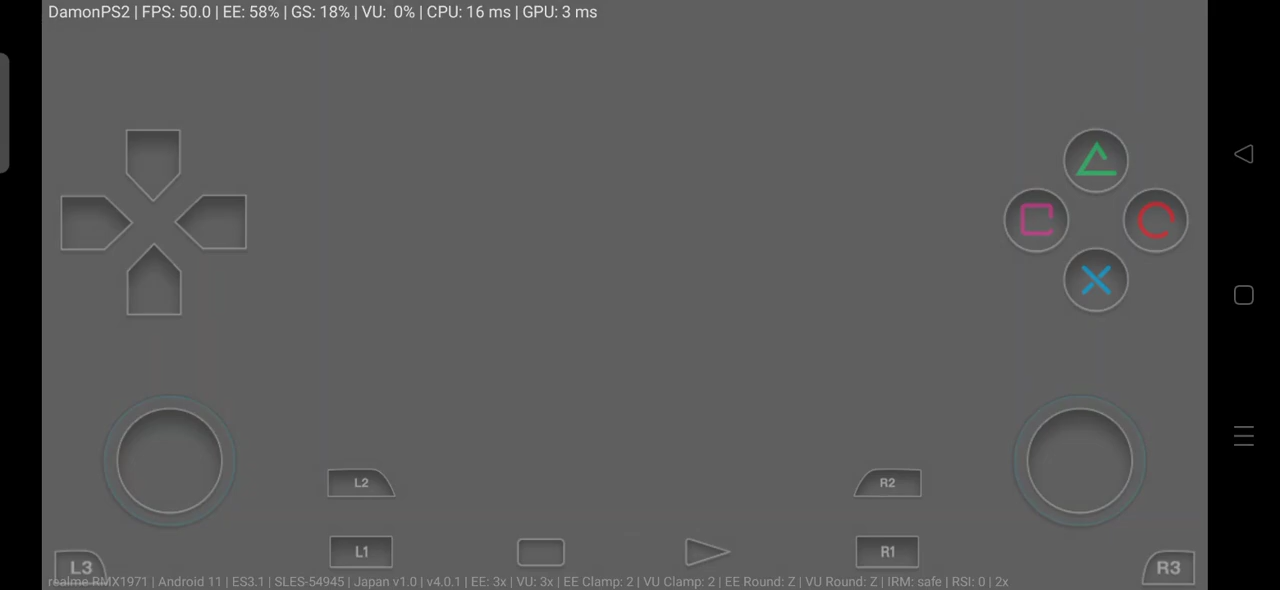 DamonPS2 | FPS: 50.0 | EE: 58% | GS: 18% | VU: 0% | CPU: 16 ms | GPU: 3 ms
L2
R2
L1
R1
L3
R3
realme RMX1971 | Android 11 | ES3.1 | SLES-54945 | Japan v1.0 | v4.0.1 | EE: 3x | VU: 3x | EE Clamp: 2 | VU Clamp: 2 | EE Round: Z | VU Round: Z | IRM: safe | RSI: 0 | 2x